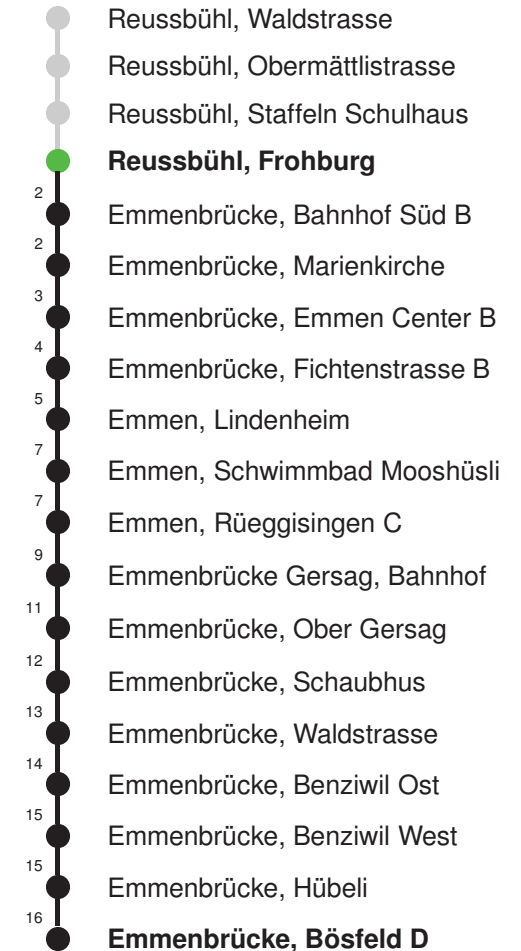 Reussbühl, Waldstrasse
Reussbühl, Obermättlistrasse
Reussbühl, Staffeln Schulhaus
Reussbühl, Frohburg
2 Emmenbrücke, Bahnhof Süd B
2 Emmenbrücke, Marienkirche
3 Emmenbrücke, Emmen Center B
4 Emmenbrücke, Fichtenstrasse B
5 Emmen, Lindenheim
7 Emmen, Schwimmbad Mooshüsli
7 Emmen, Rüeggisingen C
9 Emmenbrücke Gersag, Bahnhof
11 Emmenbrücke, Ober Gersag
12 Emmenbrücke, Schaubhus
13 Emmenbrücke, Waldstrasse
14 Emmenbrücke, Benziwil Ost
15 Emmenbrücke, Benziwil West
15 Emmenbrücke, Hübeli
16 Emmenbrücke, Bösfeld D